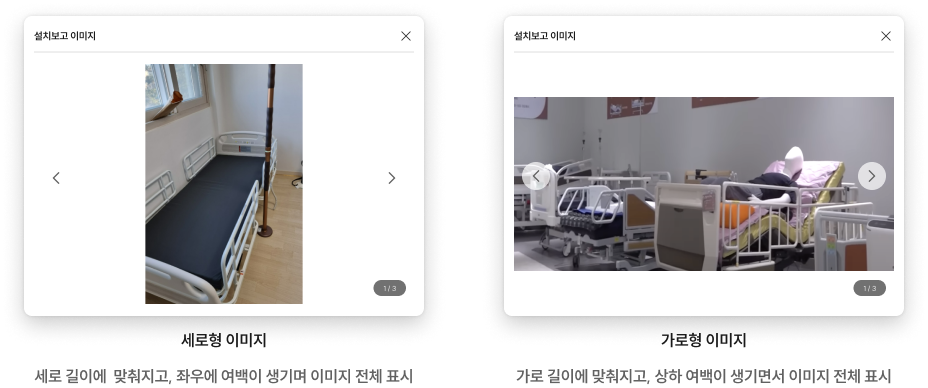 설치보고 이미지
1 / 3
세로형 이미지
세로 길이에 맞춰지고, 좌우에 여백이 생기며 이미지 전체 표시
설치보고 이미지
1 / 3
가로형 이미지
가로 길이에 맞춰지고, 상하 여백이 생기면서 이미지 전체 표시